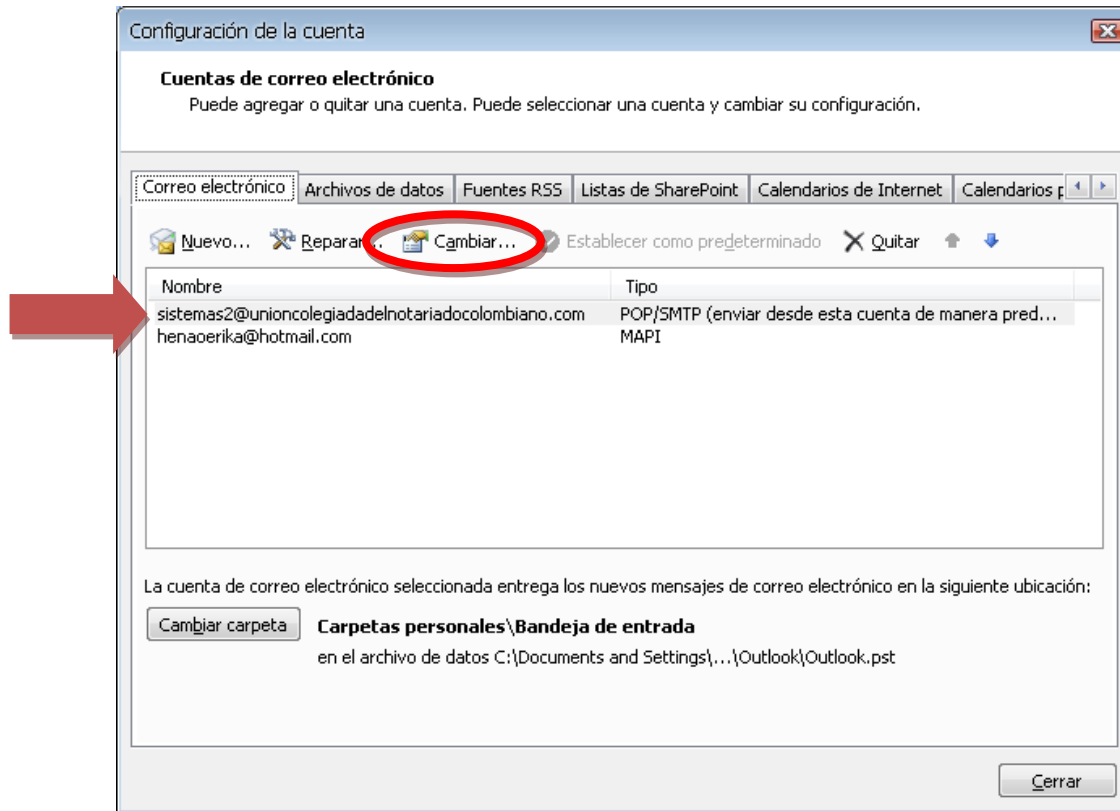 Configuración de la cuenta
Cuentas de correo electrónico
Puede agregar o quitar una cuenta. Puede seleccionar una cuenta y cambiar su configuración.
Correo electrónico Archivos de datos Fuentes RSS Listas de SharePoint Calendarios de Internet Calendarios
Nuevo... Reparar... Cambiar... Establecer como predeterminado Quitar
Nombre Tipo
sistemas2@unioncolegiadadelnotariadocolombiano.com POP/SMTP (enviar desde esta cuenta de manera pred...
henaoerika@hotmail.com MAPI
La cuenta de correo electrónico seleccionada entrega los nuevos mensajes de correo electrónico en la siguiente ubicación:
Cambiar carpeta Carpetas personales\Bandeja de entrada
en el archivo de datos C:\Documents and Settings\...\Outlook\Outlook.pst
Cerrar